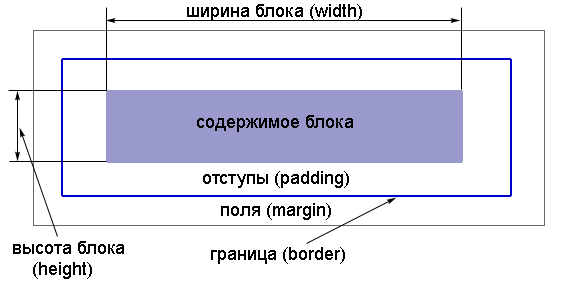 ширина блока (width)
содержимое блока
отступы (padding)
поля (margin)
высота блока
(height)
граница (border)